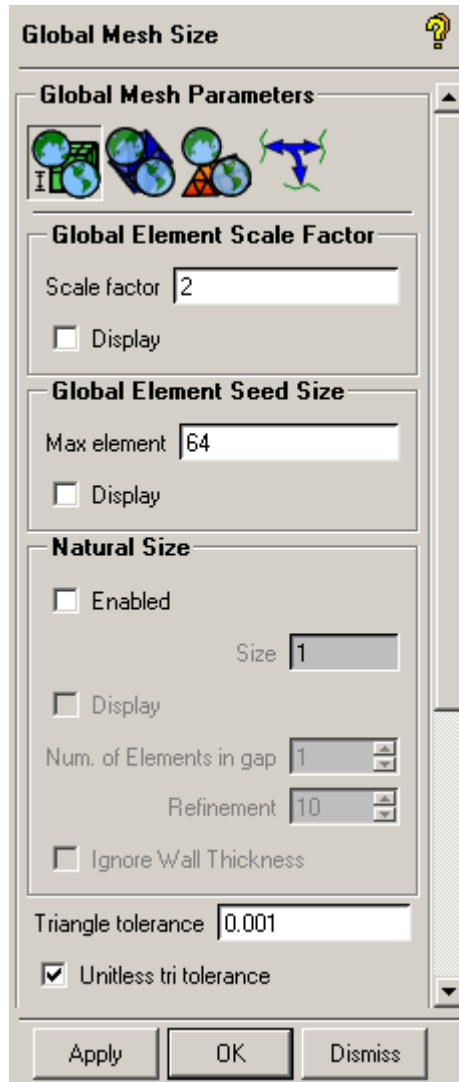 Global Mesh Size
Global Mesh Parameters
Global Element Scale Factor
Scale factor 2
Display
Global Element Seed Size
Max element 64
Display
Natural Size
Enabled
Size 1
Display
Num. of Elements in gap 1
Refinement 10
Ignore Wall Thickness
Triangle tolerance 0.001
Unitless tri tolerance
Apply OK Dismiss